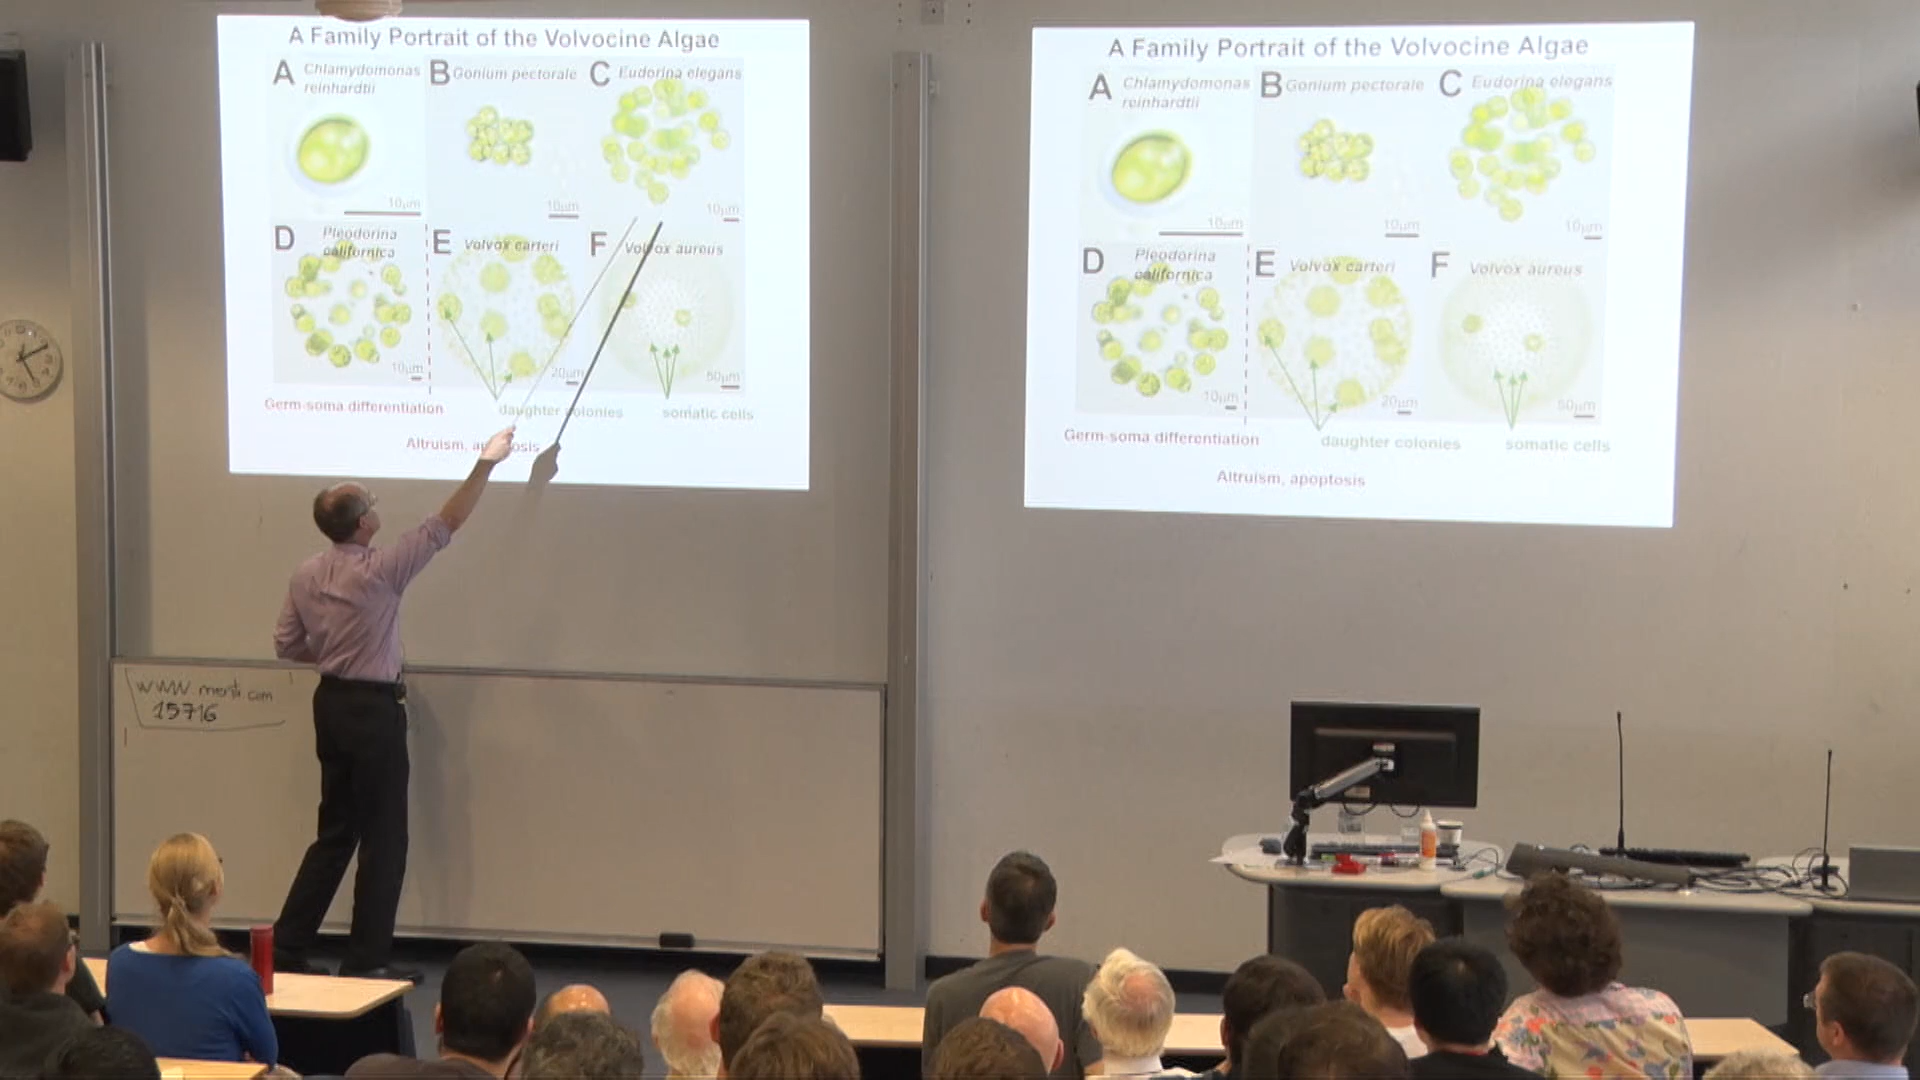 A Family Portrait of the Volvocine Algae
A Chlamydomonas reinhardtii
B Gonium pectorale
C Eudorina elegans
10µm
10µm
10µm
D Pleodorina californica
E Volvox carteri
F Volvox aureus
10µm
20µm
50µm
Germ-soma differentiation
daughter colonies
somatic cells
Altruism, apoptosis
A Family Portrait of the Volvocine Algae
A Chlamydomonas reinhardtii
B Gonium pectorale
C Eudorina elegans
10µm
10µm
10µm
D Pleodorina californica
E Volvox carteri
F Volvox aureus
10µm
20µm
50µm
Germ-soma differentiation
daughter colonies
somatic cells
Altruism, apoptosis
www.menti.com
15716